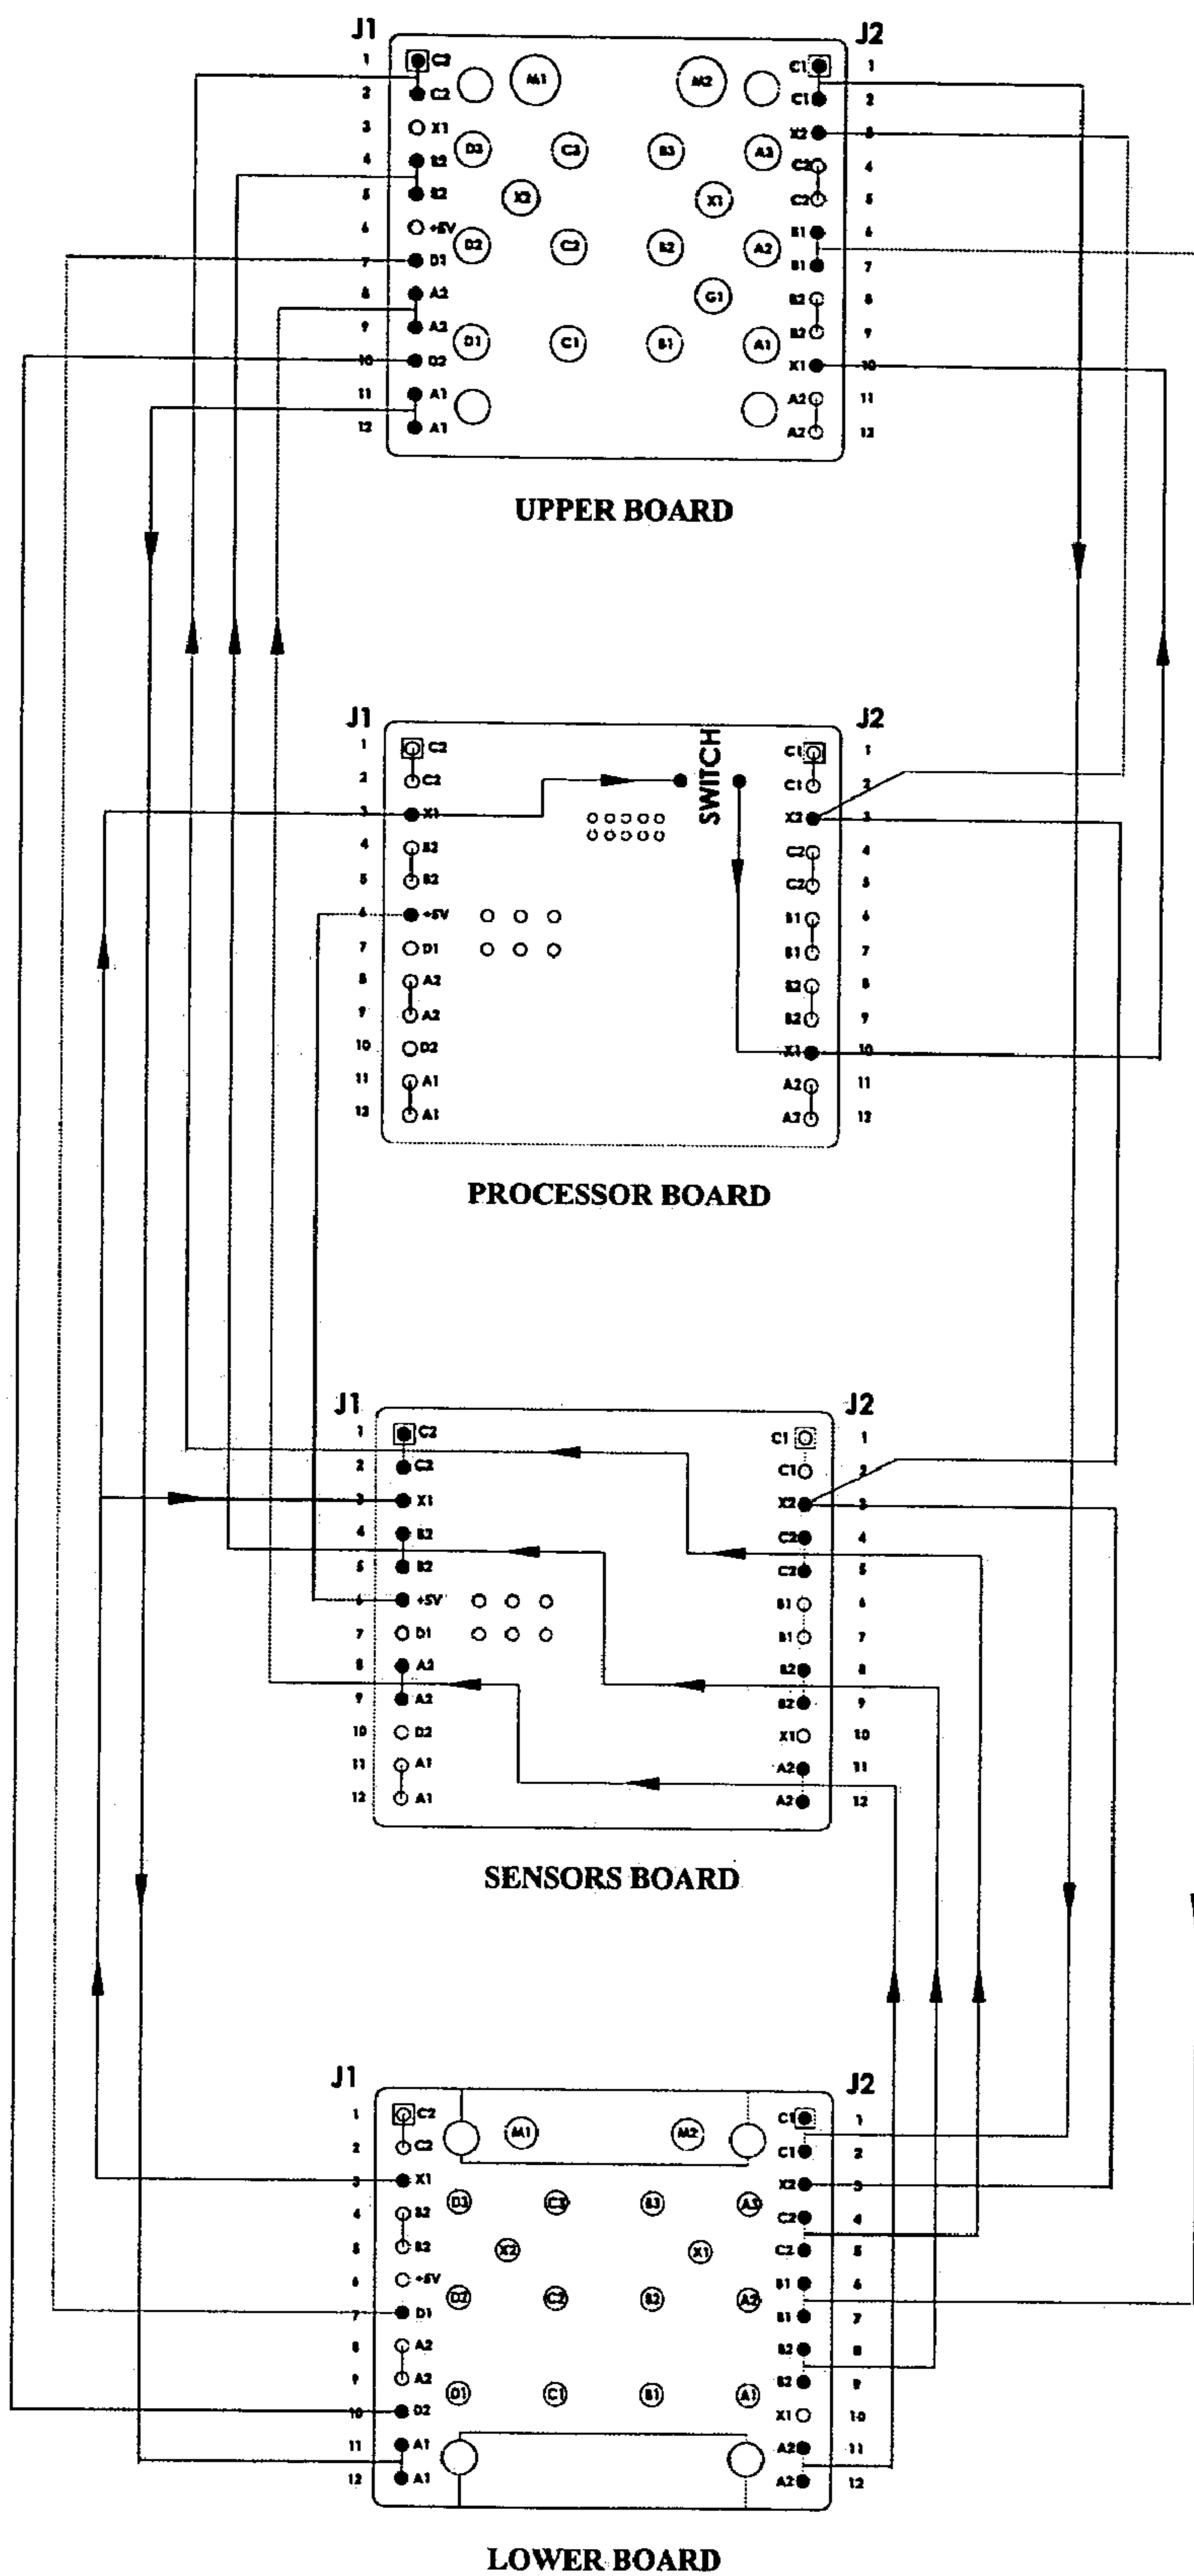 J1 J2
1 C2 M1 M2 C1 1
2 C2 C1 2
3 X1 X2 3
D3 C3 B3 A3
4 B2 C2 4
5 B2 X2 X1 C2 5
6 +5V B1 6
D2 C2 B2 A2
7 D1 B1 7
8 A2 G1 B2 8
9 A2 B2 9
D1 C1 B1 A1
10 D2 X1 10
11 A1 A2 11
12 A1 A2 12
UPPER BOARD
J1 J2
SWITCH
1 C2 C1 1
2 C2 C1 2
3 X1 X2 3
4 B2 C2 4
5 B2 C2 5
6 +5V B1 6
7 D1 B1 7
8 A2 B2 8
9 A2 B2 9
10 D2 X1 10
11 A1 A2 11
12 A1 A2 12
PROCESSOR BOARD
J1 J2
1 C2 C1 1
2 C2 C1 2
3 X1 X2 3
4 B2 C2 4
5 B2 C2 5
6 +5V B1 6
7 D1 B1 7
8 A2 B2 8
9 A2 B2 9
10 D2 X1 10
11 A1 A2 11
12 A1 A2 12
SENSORS BOARD
J1 J2
1 C2 M1 M2 C1 1
2 C2 C1 2
3 X1 X2 3
D3 C3 B3 A3
4 B2 C2 4
5 B2 X2 X1 C2 5
6 +5V B1 6
D2 C2 B2 A2
7 D1 B1 7
8 A2 B2 8
9 A2 B2 9
D1 C1 B1 A1
10 D2 X1 10
11 A1 A2 11
12 A1 A2 12
LOWER BOARD